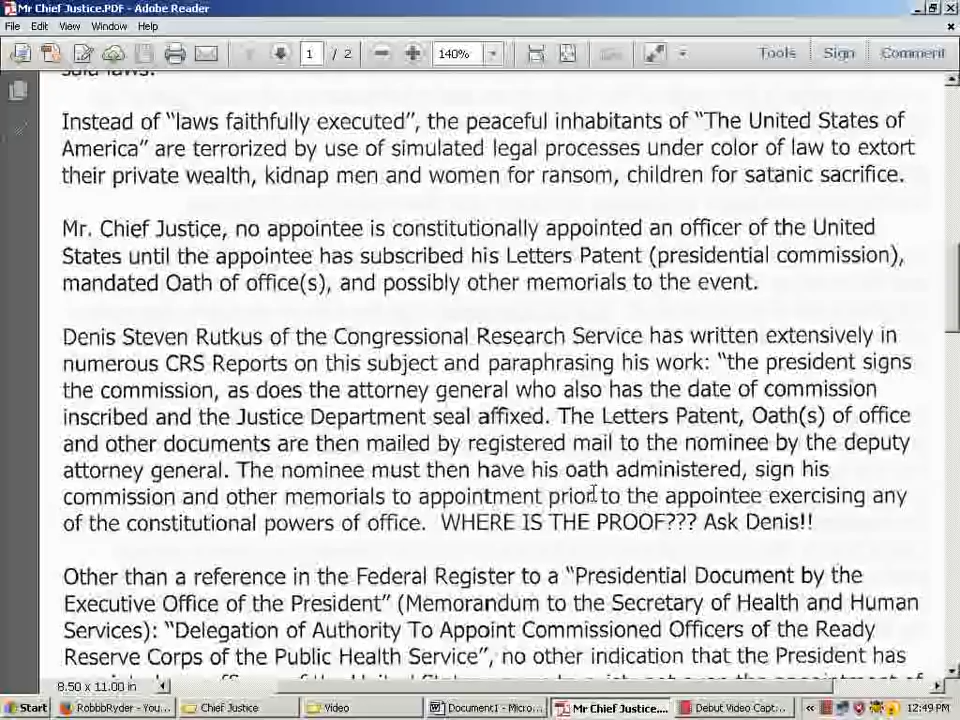 Mr Chief Justice.PDF - Adobe Reader
File Edit View Window Help
1 / 2 140% Tools Sign Comment
said laws.
Instead of “laws faithfully executed”, the peaceful inhabitants of “The United States of
America” are terrorized by use of simulated legal processes under color of law to extort
their private wealth, kidnap men and women for ransom, children for satanic sacrifice.
Mr. Chief Justice, no appointee is constitutionally appointed an officer of the United
States until the appointee has subscribed his Letters Patent (presidential commission),
mandated Oath of office(s), and possibly other memorials to the event.
Denis Steven Rutkus of the Congressional Research Service has written extensively in
numerous CRS Reports on this subject and paraphrasing his work: “the president signs
the commission, as does the attorney general who also has the date of commission
inscribed and the Justice Department seal affixed. The Letters Patent, Oath(s) of office
and other documents are then mailed by registered mail to the nominee by the deputy
attorney general. The nominee must then have his oath administered, sign his
commission and other memorials to appointment prior to the appointee exercising any
of the constitutional powers of office. WHERE IS THE PROOF??? Ask Denis!!
Other than a reference in the Federal Register to a “Presidential Document by the
Executive Office of the President” (Memorandum to the Secretary of Health and Human
Services): “Delegation of Authority To Appoint Commissioned Officers of the Ready
Reserve Corps of the Public Health Service”, no other indication that the President has
8.50 x 11.00 in
Start RobbbRyder - You... Chief Justice Video Document1 - Micro... Mr Chief Justice.... Debut Video Capt... 12:49 PM